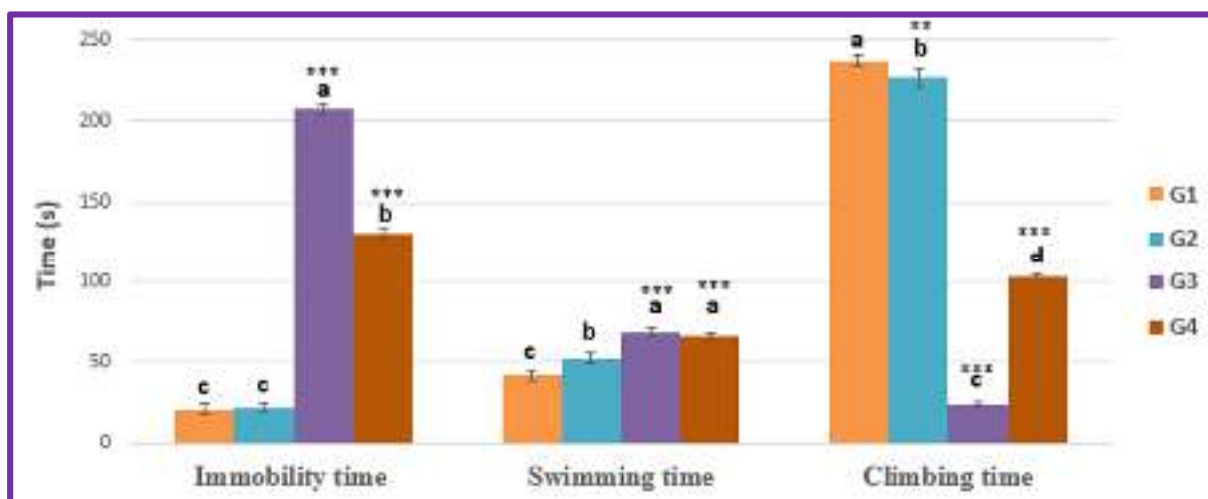 250
200
150
100
50
0
Time (s)
***
a
***
b
c
c
c
b
***
a
***
a
a
**
b
***
c
***
d
Immobility time
Swimming time
Climbing time
G1
G2
G3
G4